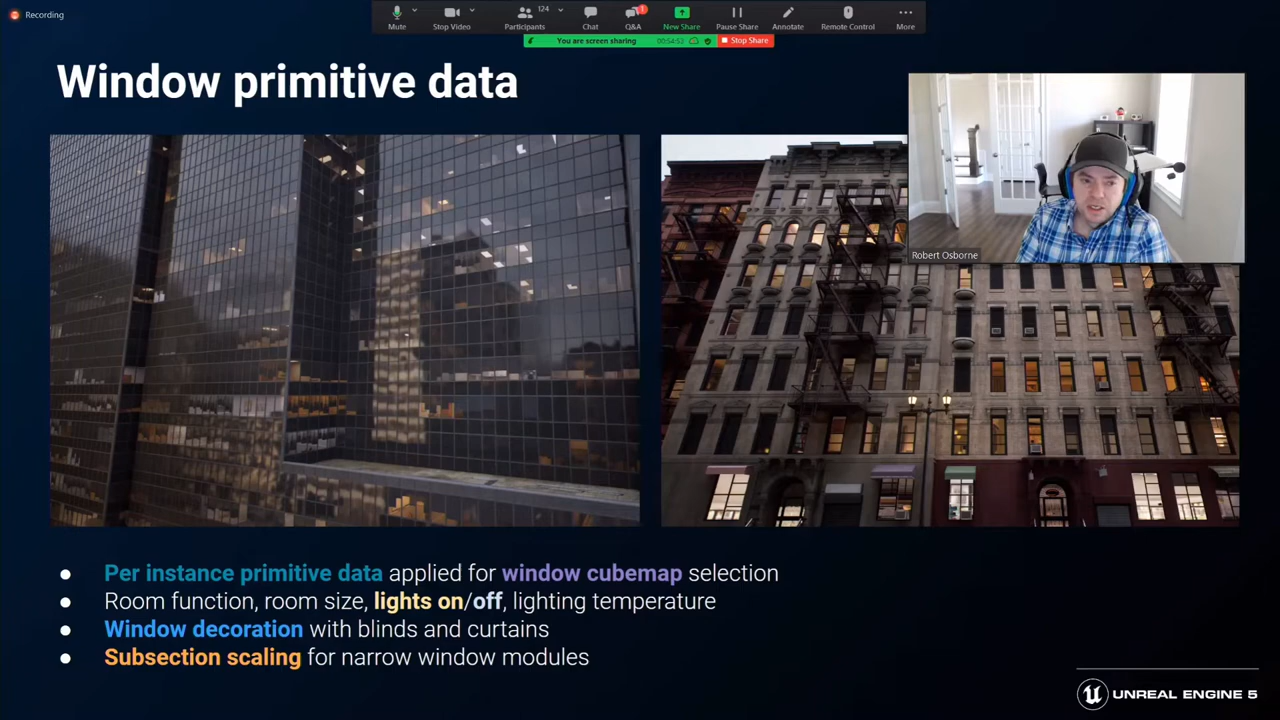 Recording
Mute
Stop Video
Participants
124
Chat
Q&A
1
New Share
Pause Share
Annotate
Remote Control
More
You are screen sharing
00:54:53
Stop Share
Window primitive data
Robert Osborne
Per instance primitive data applied for window cubemap selection
Room function, room size, lights on/off, lighting temperature
Window decoration with blinds and curtains
Subsection scaling for narrow window modules
UNREAL ENGINE 5